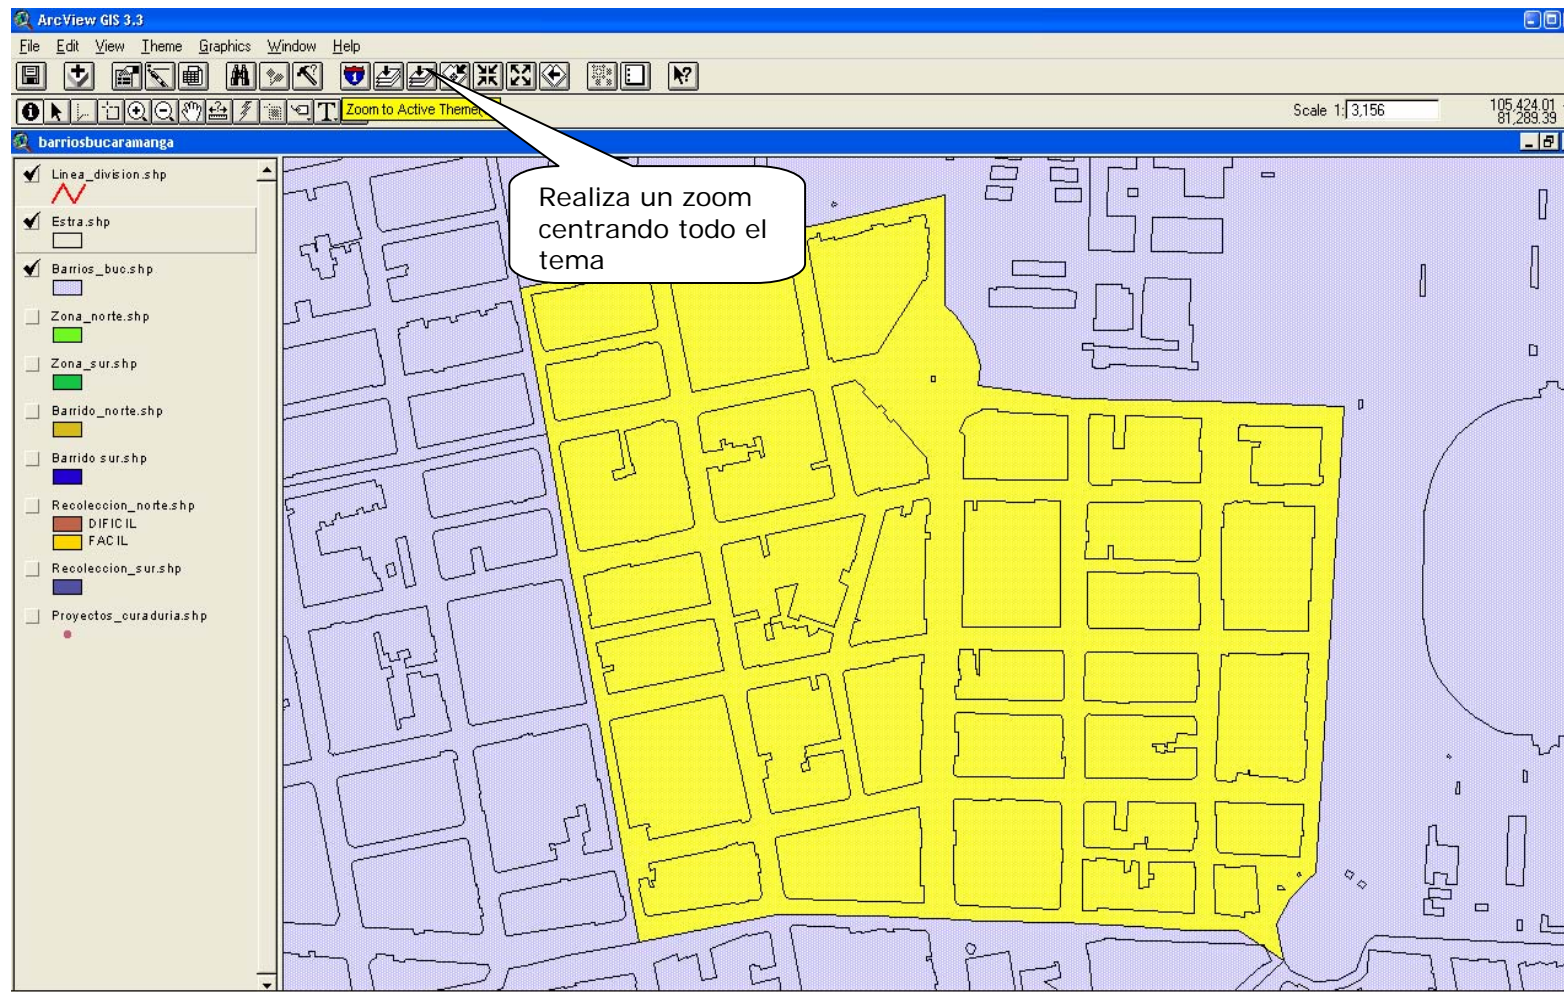 ArcView GIS 3.3
File Edit View Theme Graphics Window Help
1
T
Zoom to Active Theme(
Scale 1: 3,156
105,424.01
81,289.39
barriosbucaramanga
Linea_division.shp
Estra.shp
Barrios_buc.shp
Zona_norte.shp
Zona_sur.shp
Barrido_norte.shp
Barrido sur.shp
Recoleccion_norte.shp
DIFICIL
FACIL
Recoleccion_sur.shp
Proyectos_curaduria.shp
Realiza un zoom
centrando todo el
tema